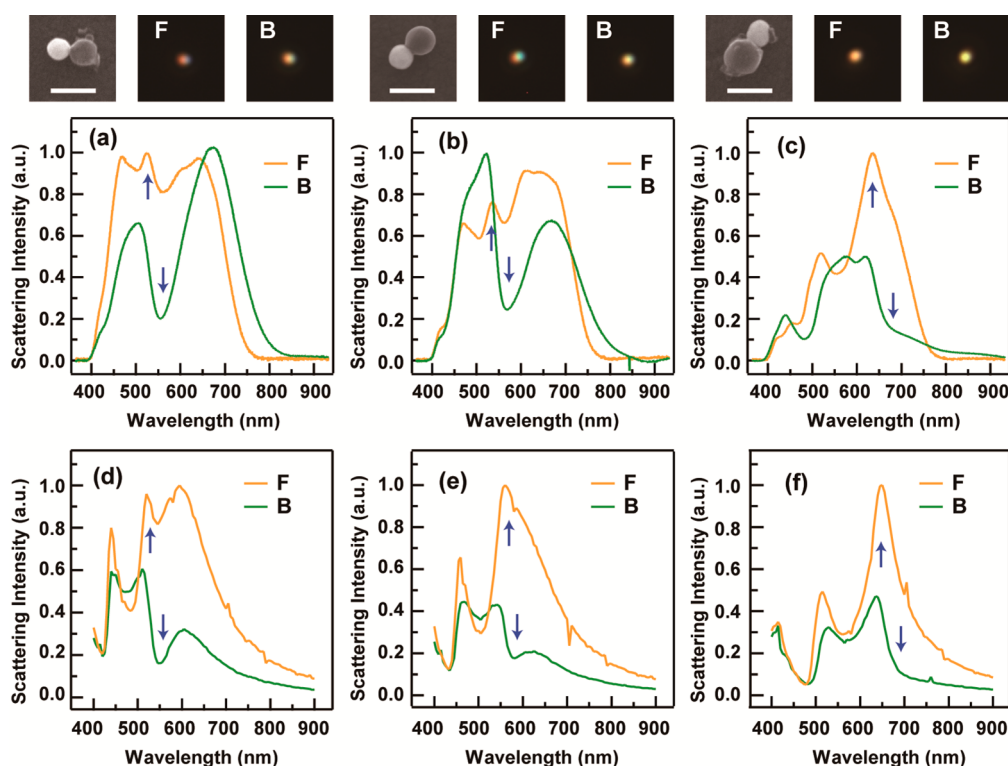 F B F B F B
(a) F B
1.0
0.8
0.6
0.4
0.2
0.0
Scattering Intensity (a.u.)
400 500 600 700 800 900
Wavelength (nm)
(b) F B
1.0
0.8
0.6
0.4
0.2
0.0
Scattering Intensity (a.u.)
400 500 600 700 800 900
Wavelength (nm)
(c) F B
1.0
0.8
0.6
0.4
0.2
0.0
Scattering Intensity (a.u.)
400 500 600 700 800 900
Wavelength (nm)
(d) F B
1.0
0.8
0.6
0.4
0.2
0.0
Scattering Intensity (a.u.)
400 500 600 700 800 900
Wavelength (nm)
(e) F B
1.0
0.8
0.6
0.4
0.2
0.0
Scattering Intensity (a.u.)
400 500 600 700 800 900
Wavelength (nm)
(f) F B
1.0
0.8
0.6
0.4
0.2
0.0
Scattering Intensity (a.u.)
400 500 600 700 800 900
Wavelength (nm)